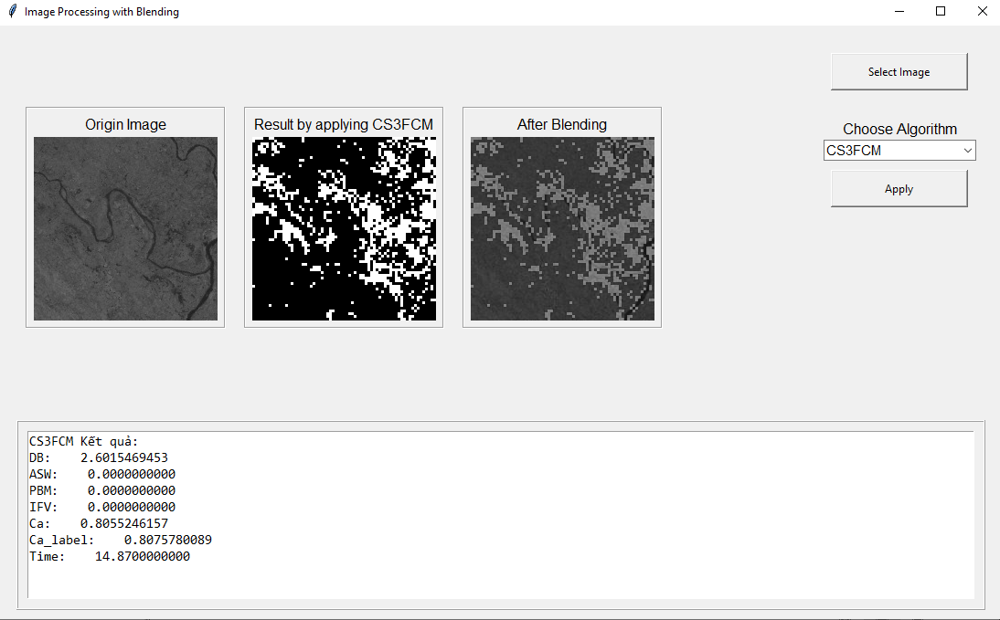 Image Processing with Blending
Select Image
Origin Image
Result by applying CS3FCM
After Blending
Choose Algorithm
CS3FCM
Apply
CS3FCM Kết quả:
DB: 2.6015469453
ASW: 0.0000000000
PBM: 0.0000000000
IFV: 0.0000000000
Ca: 0.8055246157
Ca_label: 0.8075780089
Time: 14.8700000000